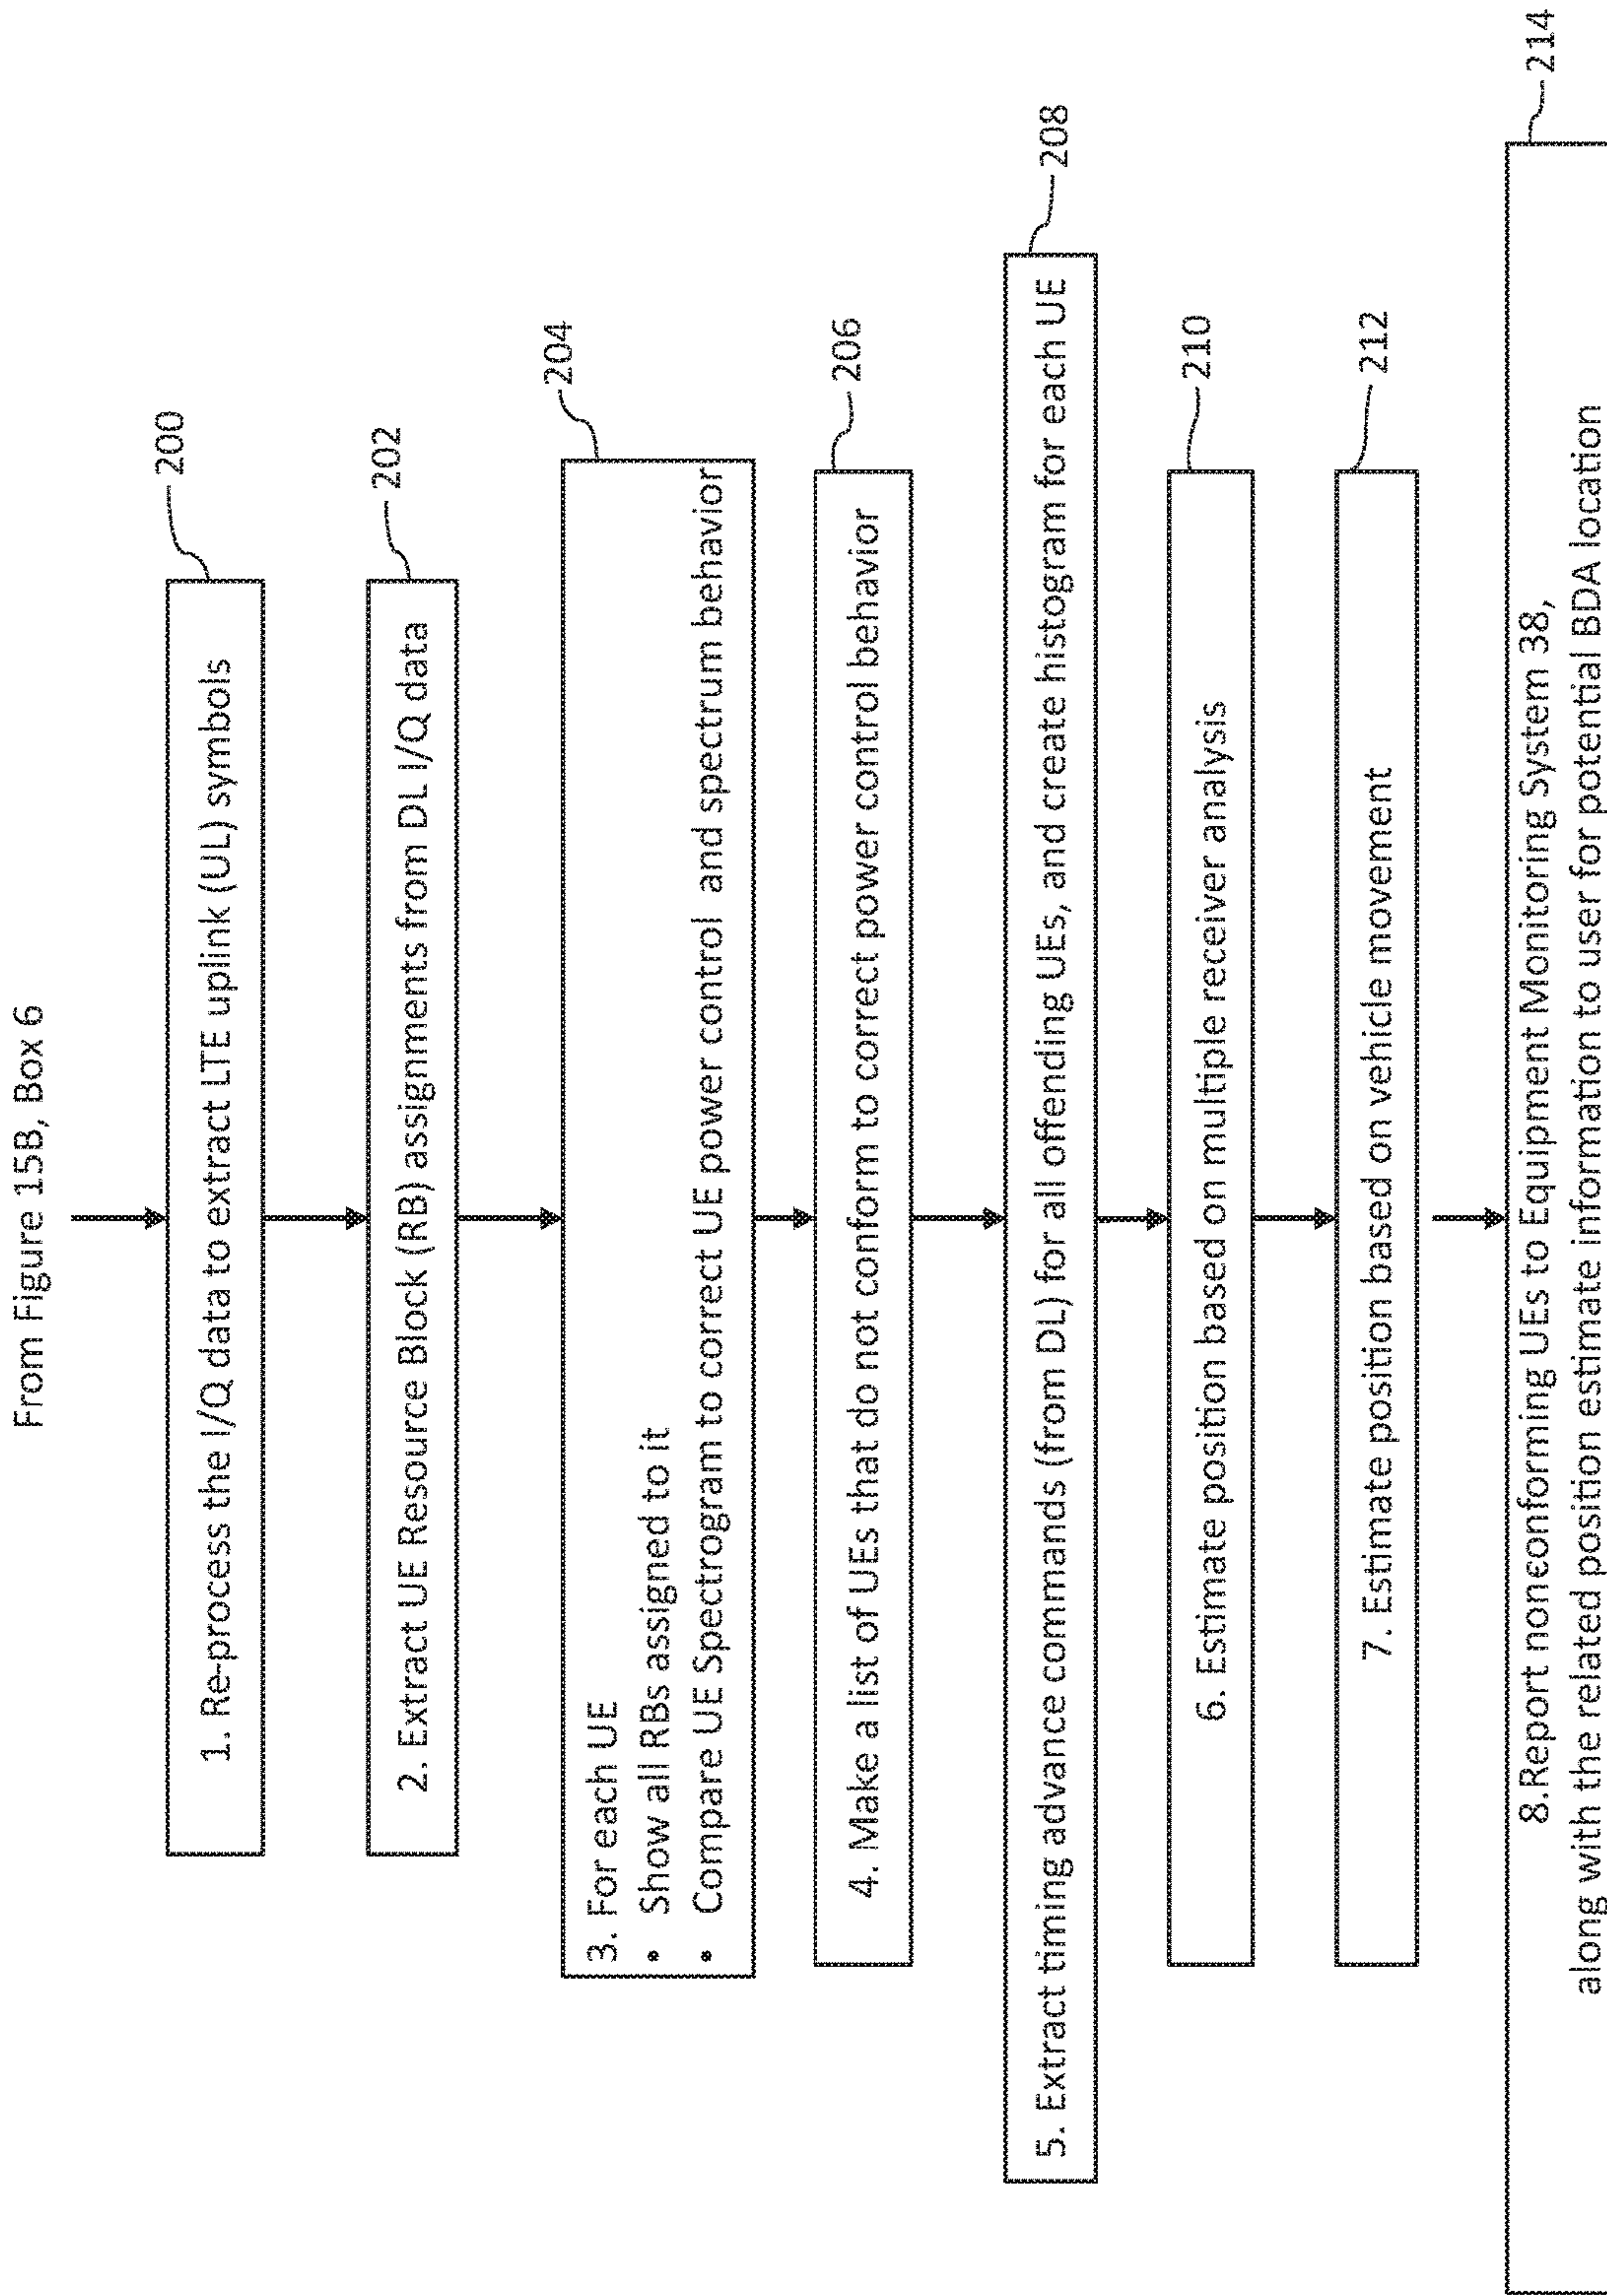 From Figure 15B, Box 6
200
1. Re-process the I/Q data to extract LTE uplink (UL) symbols
202
2. Extract UE Resource Block (RB) assignments from DL I/Q data
204
3. For each UE
• Show all RBs assigned to it
• Compare UE Spectrogram to correct UE power control and spectrum behavior
206
4. Make a list of UEs that do not conform to correct power control behavior
208
5. Extract timing advance commands (from DL) for all offending UEs, and create histogram for each UE
210
6. Estimate position based on multiple receiver analysis
212
7. Estimate position based on vehicle movement
214
8.Report nonconforming UEs to Equipment Monitoring System 38,
along with the related position estimate information to user for potential BDA location